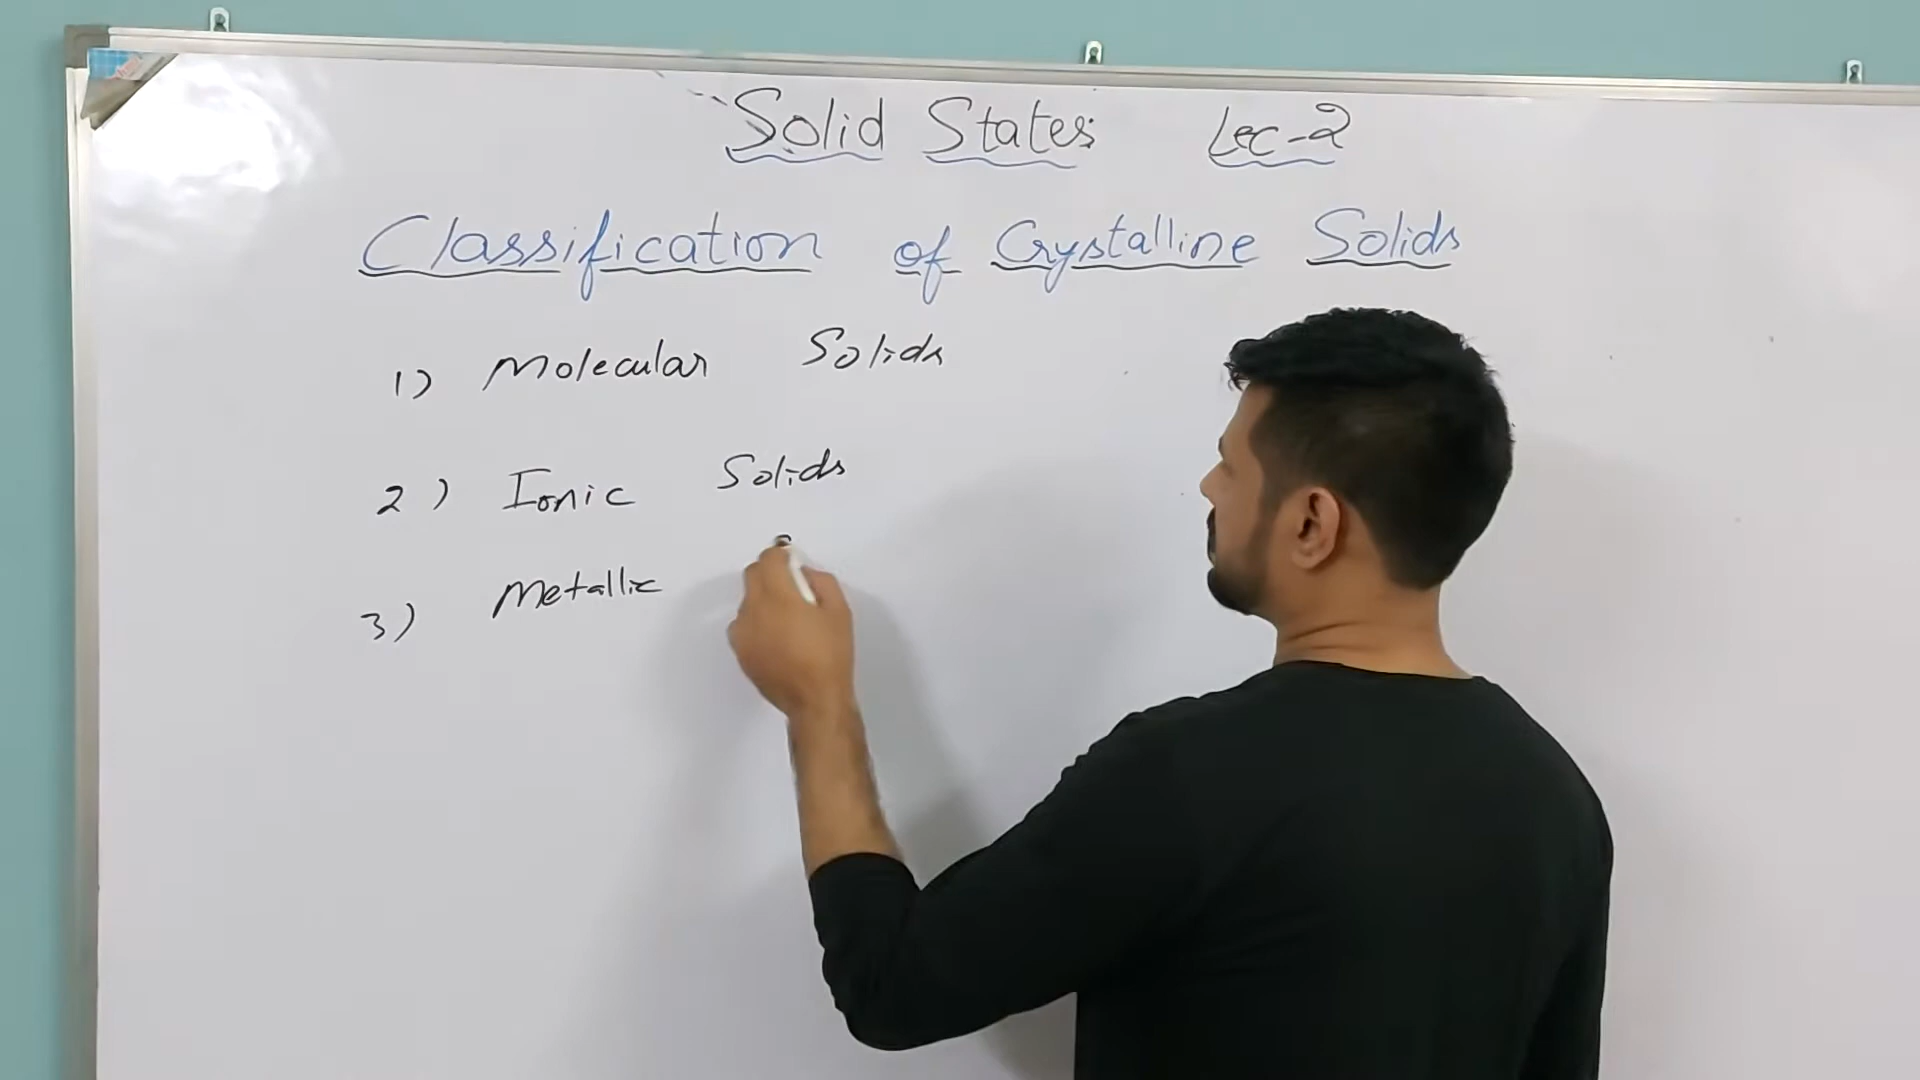 Solid States Lec-2
Classification of Crystalline Solids
1) Molecular Solids
2) Ionic Solids
3) Metallic